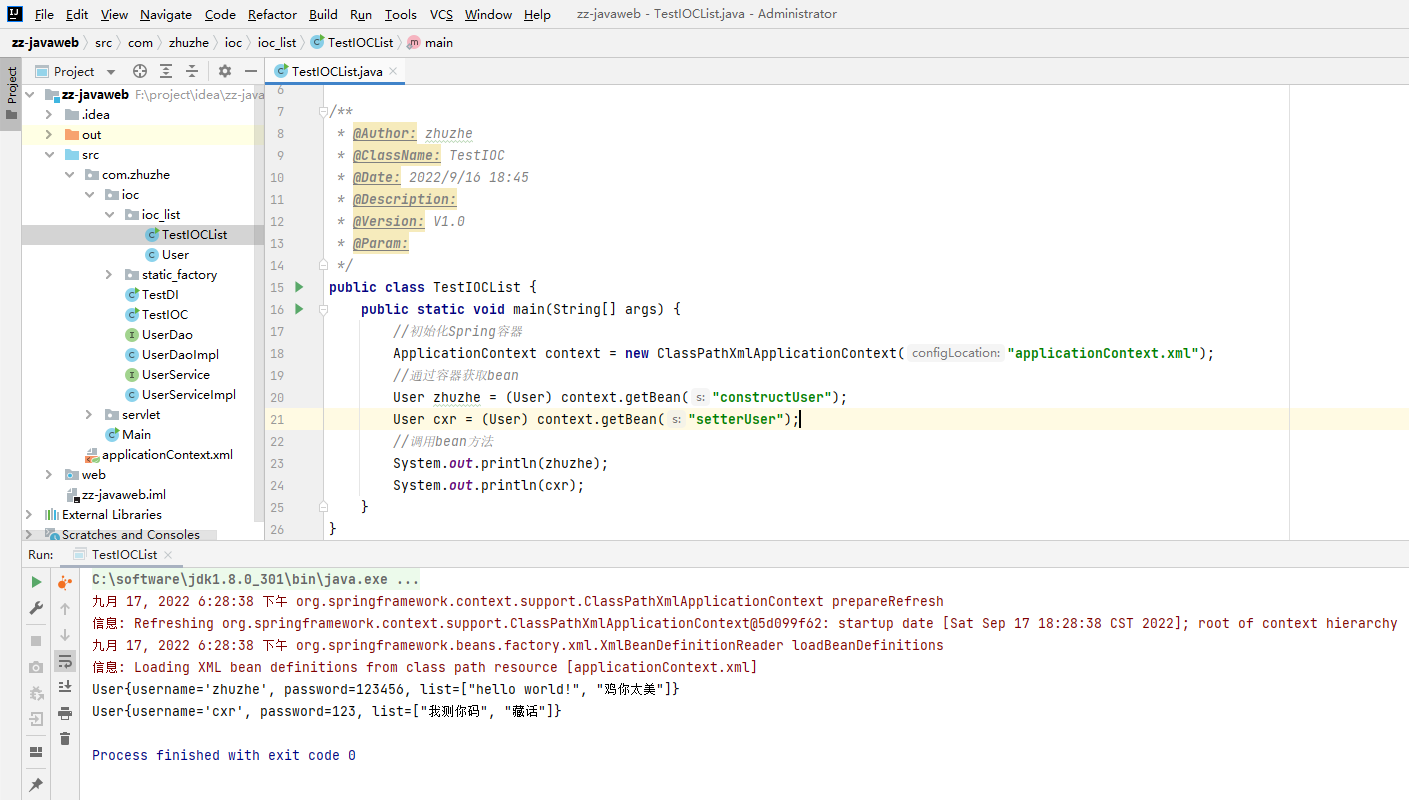 File Edit View Navigate Code Refactor Build Run Tools VCS Window Help zz-javaweb - TestIOCList.java - Administrator
zz-javaweb src com zhuzhe ioc ioc_list TestIOCList main
Project
Project
TestIOCList.java
zz-javaweb F:\project\idea\zz-java
.idea
out
src
com.zhuzhe
ioc
ioc_list
TestIOCList
User
static_factory
TestDI
TestIOC
UserDao
UserDaoImpl
UserService
UserServiceImpl
servlet
Main
applicationContext.xml
web
zz-javaweb.iml
External Libraries
Scratches and Consoles
6
7 /**
8 * @Author: zhuzhe
9 * @ClassName: TestIOC
10 * @Date: 2022/9/16 18:45
11 * @Description:
12 * @Version: V1.0
13 * @Param:
14 */
15 public class TestIOCList {
16 public static void main(String[] args) {
17 //初始化Spring容器
18 ApplicationContext context = new ClassPathXmlApplicationContext( configLocation: "applicationContext.xml");
19 //通过容器获取bean
20 User zhuzhe = (User) context.getBean( s: "constructUser");
21 User cxr = (User) context.getBean( s: "setterUser");
22 //调用bean方法
23 System.out.println(zhuzhe);
24 System.out.println(cxr);
25 }
26 }
Run: TestIOCList
C:\software\jdk1.8.0_301\bin\java.exe ...
九月 17, 2022 6:28:38 下午 org.springframework.context.support.ClassPathXmlApplicationContext prepareRefresh
信息: Refreshing org.springframework.context.support.ClassPathXmlApplicationContext@5d099f62: startup date [Sat Sep 17 18:28:38 CST 2022]; root of context hierarchy
九月 17, 2022 6:28:38 下午 org.springframework.beans.factory.xml.XmlBeanDefinitionReader loadBeanDefinitions
信息: Loading XML bean definitions from class path resource [applicationContext.xml]
User{username='zhuzhe', password=123456, list=["hello world!", "鸡你太美"]}
User{username='cxr', password=123, list=["我测你码", "藏话"]}
Process finished with exit code 0